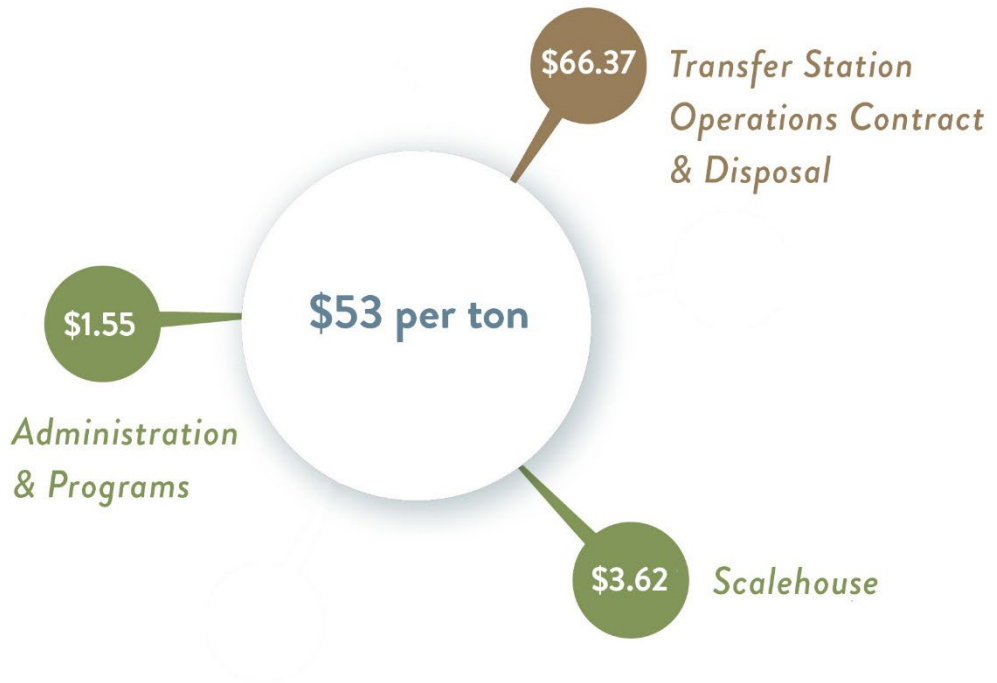 $66.37
Transfer Station
Operations Contract
& Disposal
$53 per ton
$1.55
Administration
& Programs
$3.62
Scalehouse